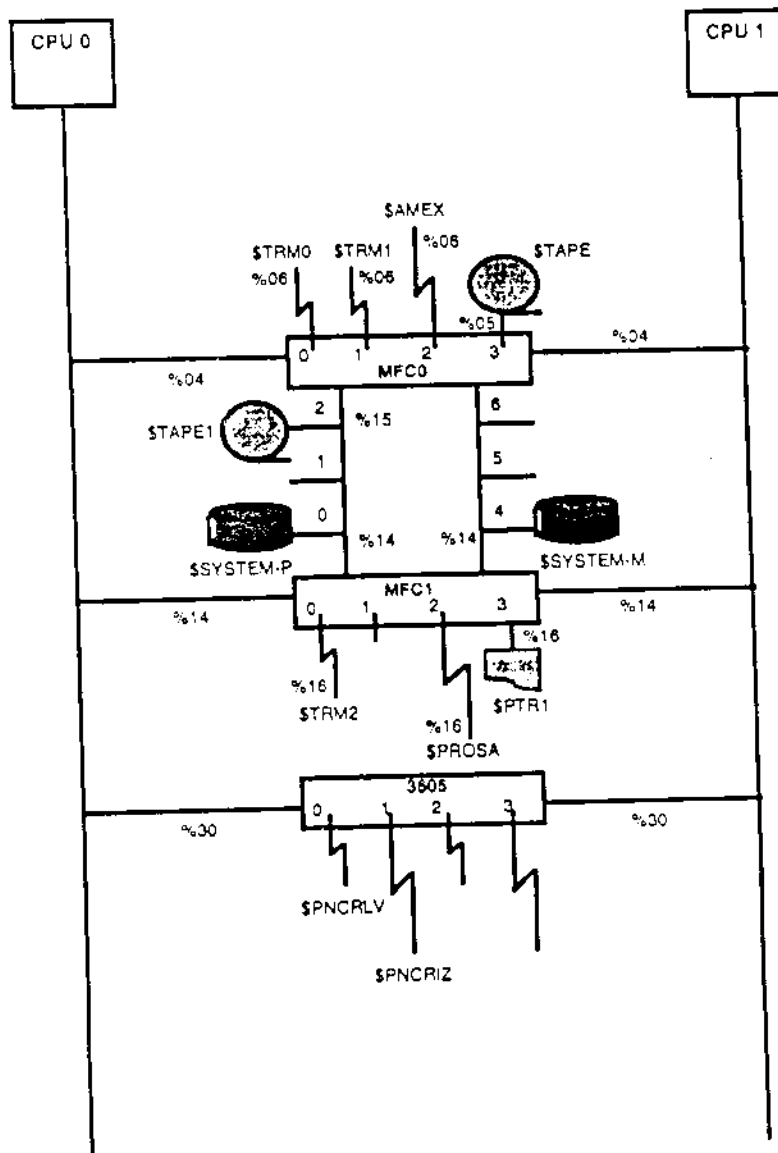 CPU 0
CPU 1
$AMEX
%06
$TRM0
$TRM1
$TAPE
%06
%06
%05
0 1 2 3
MFC0
%04
%04
2
%15
6
$TAPE1
1
5
0
4
%14
%14
$SYSTEM-P
$SYSTEM-M
MFC1
0 1 2 3
%14
%14
%16
%16
$TRM2
$PTR1
%16
$PROSA
3605
0 1 2 3
%30
%30
$PNCRLV
$PNCRIZ